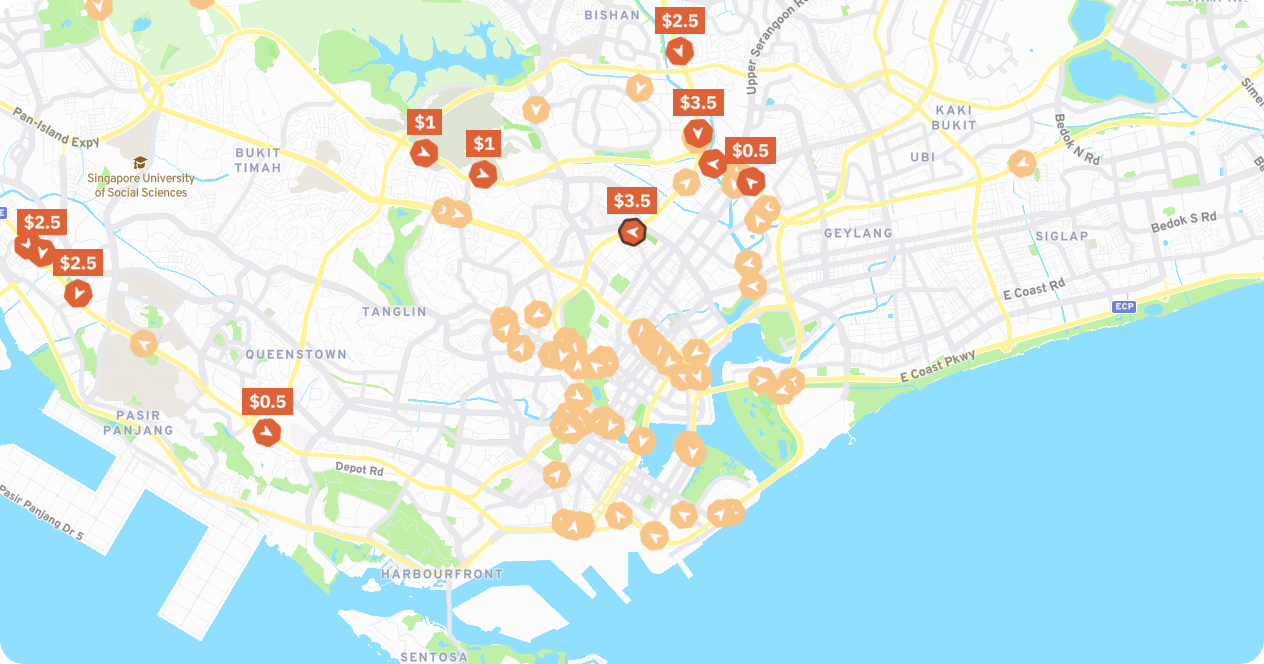 BISHAN
$2.5
Upper Serangoon R
$3.5
KAKI
BUKIT
Pan-Island Expy
$1
$1
Bedok N Rd
Sime
BUKIT
TIMAH
$0.5
UBI
Singapore University
of Social Sciences
$3.5
E
$2.5
GEYLANG
SIGLAP
Bedok S Rd
$2.5
E Coast Rd
ECP
TANGLIN
QUEENSTOWN
E Coast Pkwy
$0.5
PASIR
PANJANG
Depot Rd
Pasir Panjang Dr 5
HARBOURFRONT
SENTOSA